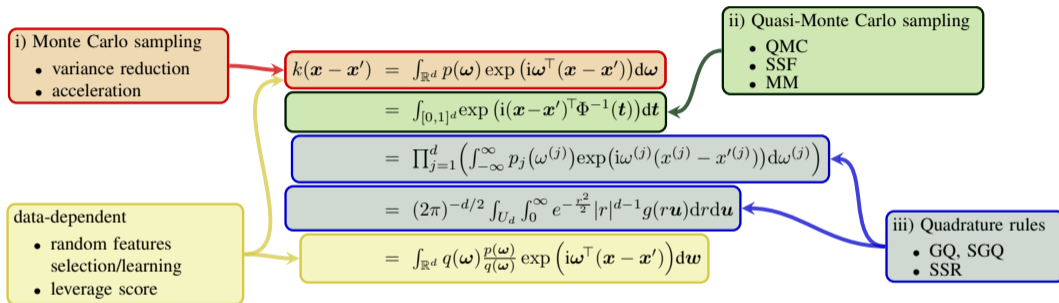 i) Monte Carlo sampling
• variance reduction
• acceleration
ii) Quasi-Monte Carlo sampling
• QMC
• SSF
• MM
k(𝒙 − 𝒙′) = ∫_{ℝ^d} p(𝝎) exp (i𝝎^⊤(𝒙 − 𝒙′))d𝝎
= ∫_{[0,1]^d} exp (i(𝒙−𝒙′)^⊤Φ^{−1}(𝒕))d𝒕
= ∏_{j=1}^{d} (∫_{−∞}^{∞} p_j(ω^{(j)})exp(iω^{(j)}(x^{(j)} − x′^{(j)}))dω^{(j)})
= (2π)^{−d/2} ∫_{U_d} ∫_0^∞ e^{−r²/2} |r|^{d−1} g(r𝒖)drd𝒖
= ∫_{ℝ^d} q(𝝎) p(𝝎)/q(𝝎) exp (i𝝎^⊤(𝒙 − 𝒙′))d𝒘
data-dependent
• random features
selection/learning
• leverage score
iii) Quadrature rules
• GQ, SGQ
• SSR